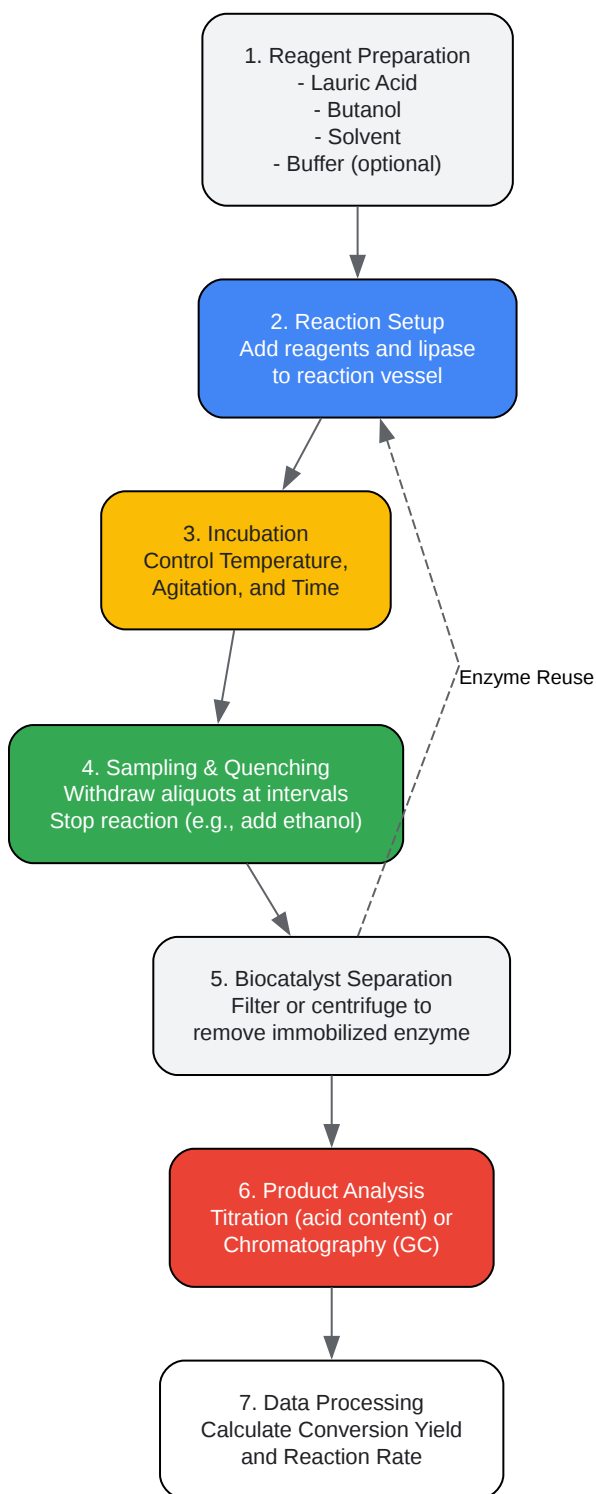 1. Reagent Preparation
- Lauric Acid
- Butanol
- Solvent
- Buffer (optional)
2. Reaction Setup
Add reagents and lipase
to reaction vessel
3. Incubation
Control Temperature,
Agitation, and Time
Enzyme Reuse
4. Sampling & Quenching
Withdraw aliquots at intervals
Stop reaction (e.g., add ethanol)
5. Biocatalyst Separation
Filter or centrifuge to
remove immobilized enzyme
6. Product Analysis
Titration (acid content) or
Chromatography (GC)
7. Data Processing
Calculate Conversion Yield
and Reaction Rate